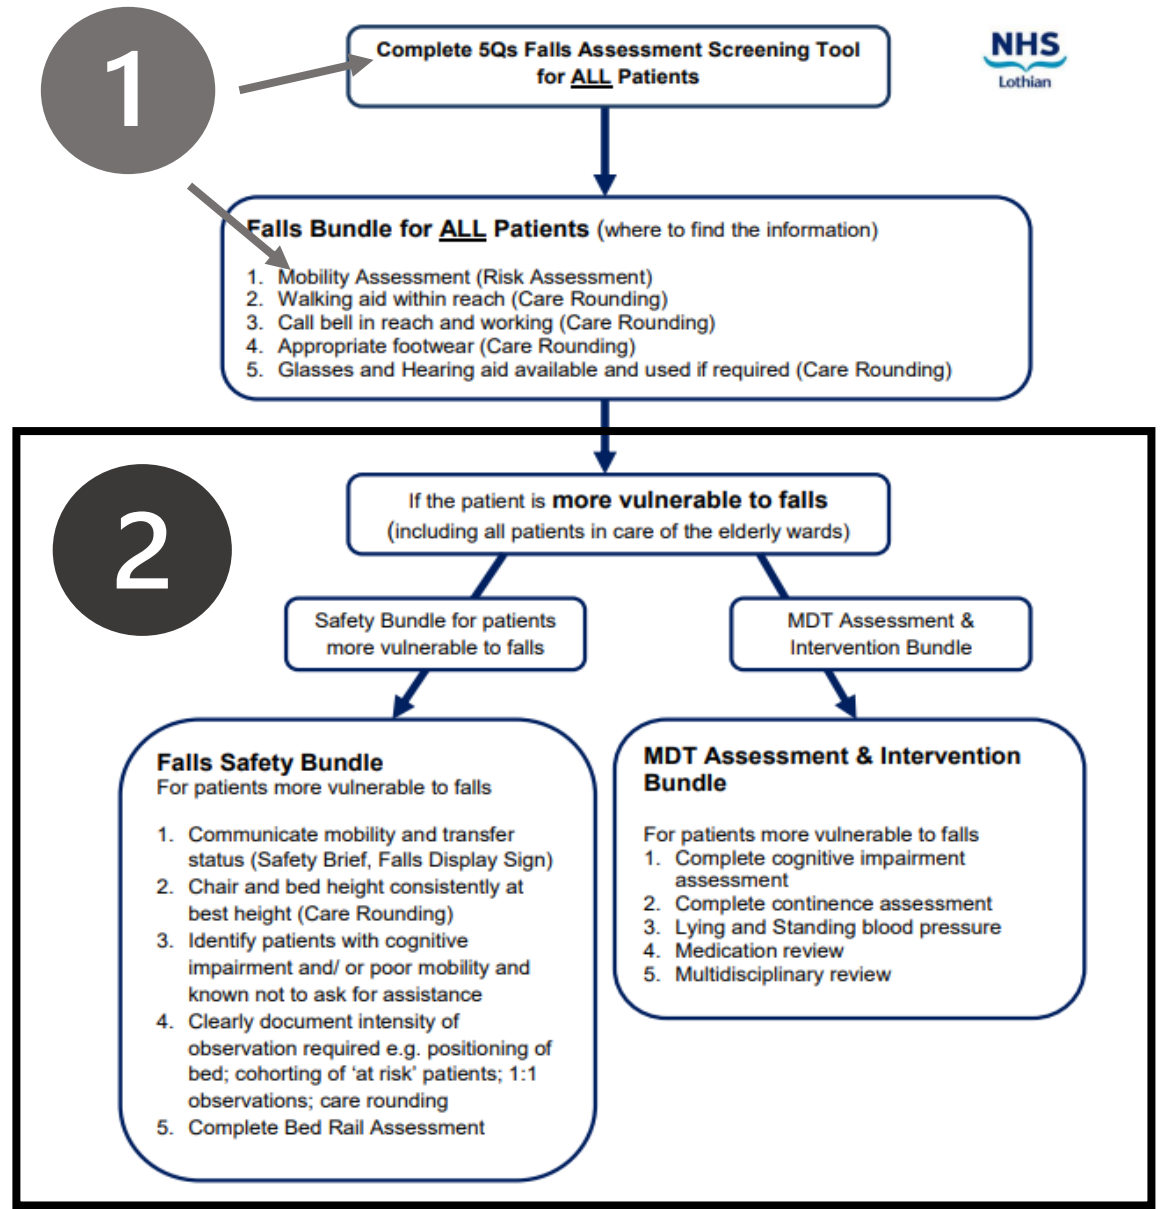 1
Complete 5Qs Falls Assessment Screening Tool
for ALL Patients
NHS
Lothian
Falls Bundle for ALL Patients (where to find the information)
1. Mobility Assessment (Risk Assessment)
2. Walking aid within reach (Care Rounding)
3. Call bell in reach and working (Care Rounding)
4. Appropriate footwear (Care Rounding)
5. Glasses and Hearing aid available and used if required (Care Rounding)
2
If the patient is more vulnerable to falls
(including all patients in care of the elderly wards)
Safety Bundle for patients
more vulnerable to falls
MDT Assessment &
Intervention Bundle
Falls Safety Bundle
For patients more vulnerable to falls
1. Communicate mobility and transfer
status (Safety Brief, Falls Display Sign)
2. Chair and bed height consistently at
best height (Care Rounding)
3. Identify patients with cognitive
impairment and/ or poor mobility and
known not to ask for assistance
4. Clearly document intensity of
observation required e.g. positioning of
bed; cohorting of ‘at risk’ patients; 1:1
observations; care rounding
5. Complete Bed Rail Assessment
MDT Assessment & Intervention
Bundle
For patients more vulnerable to falls
1. Complete cognitive impairment
assessment
2. Complete continence assessment
3. Lying and Standing blood pressure
4. Medication review
5. Multidisciplinary review